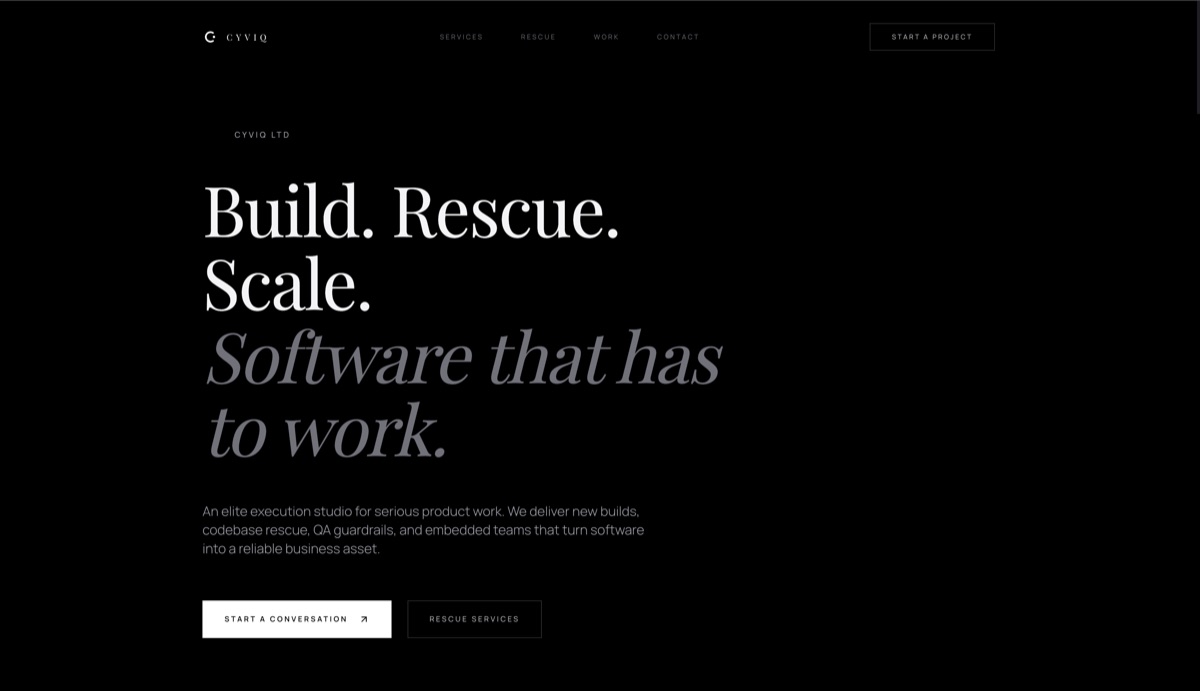 CYVIQ
SERVICES
RESCUE
WORK
CONTACT
START A PROJECT
CYVIQ LTD
Build. Rescue.
Scale.
Software that has
to work.
An elite execution studio for serious product work. We deliver new builds,
codebase rescue, QA guardrails, and embedded teams that turn software
into a reliable business asset.
START A CONVERSATION
RESCUE SERVICES